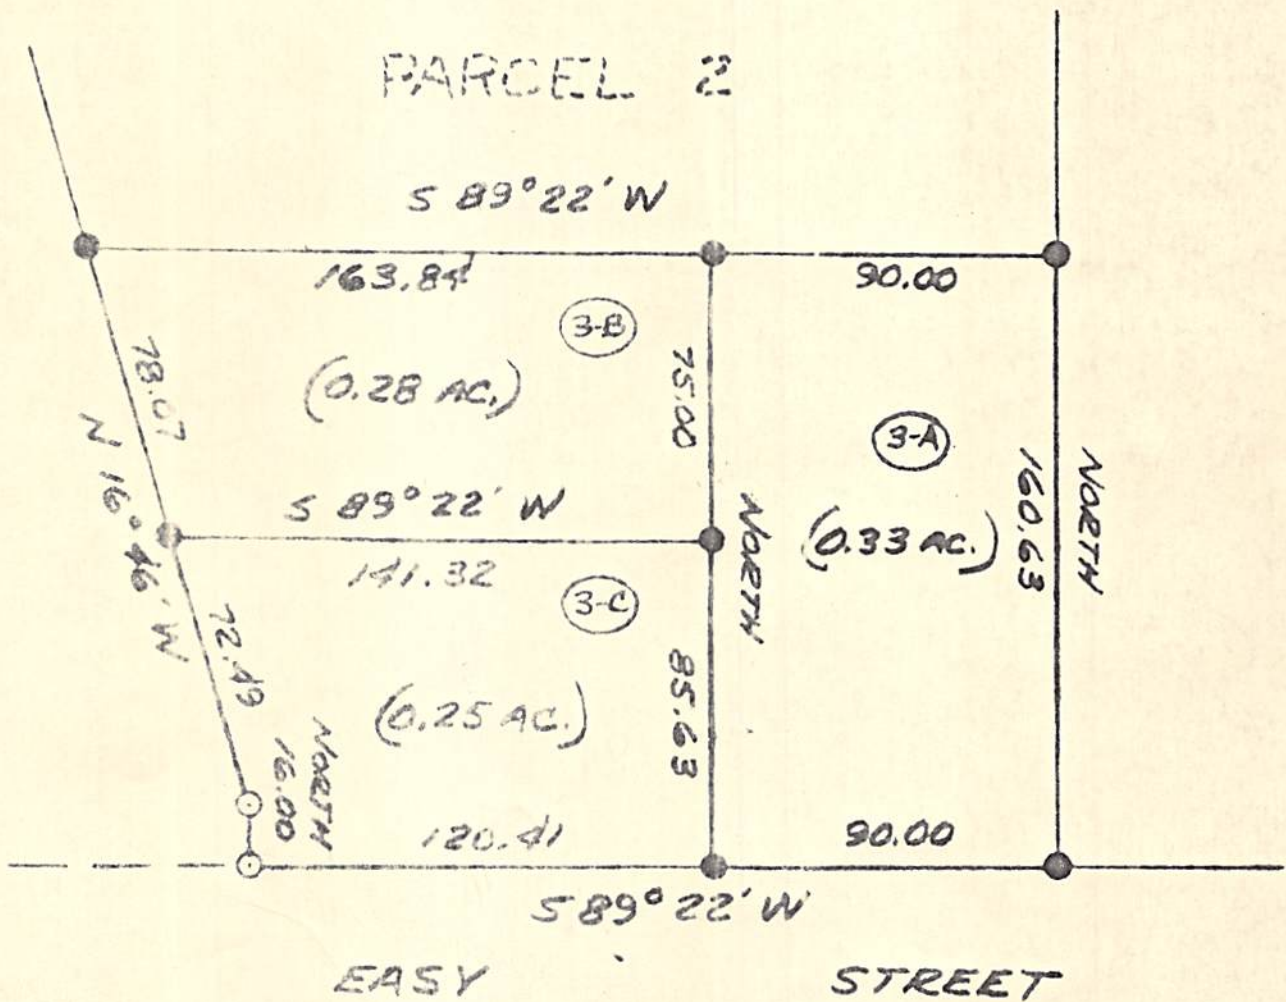 PARCEL 2
S 89° 22' W
163.84
90.00
3-B
75.00
78.07
(0.28 AC.)
3-A
N 16° 46' W
160.63
NORTH
S 89° 22' W
NORTH
(0.33 AC.)
141.32
3-C
72.49
85.63
(0.25 AC.)
NORTH
16.00
120.41
90.00
S 89° 22' W
EASY STREET